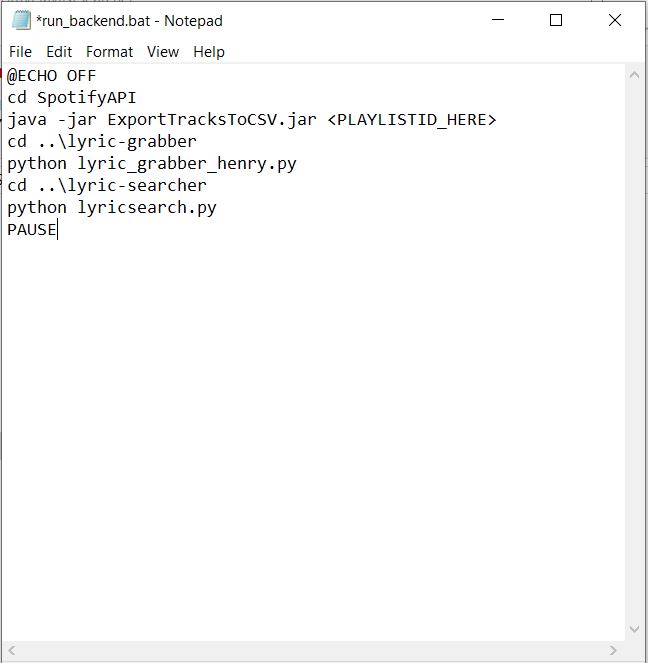 *run_backend.bat - Notepad
File Edit Format View Help
@ECHO OFF
cd SpotifyAPI
java -jar ExportTracksToCSV.jar <PLAYLISTID_HERE>
cd ..\lyric-grabber
python lyric_grabber_henry.py
cd ..\lyric-searcher
python lyricsearch.py
PAUSE